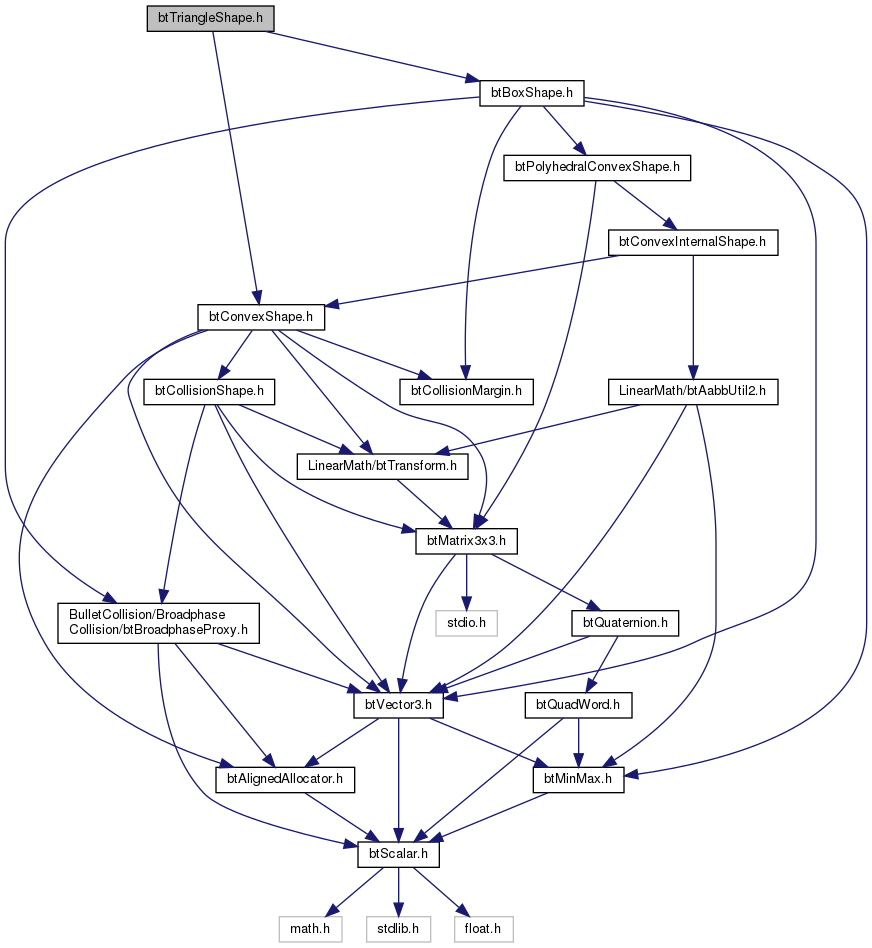 btTriangleShape.h
btBoxShape.h
btPolyhedralConvexShape.h
btConvexInternalShape.h
btConvexShape.h
btCollisionShape.h
btCollisionMargin.h
LinearMath/btAabbUtil2.h
LinearMath/btTransform.h
btMatrix3x3.h
BulletCollision/Broadphase
Collision/btBroadphaseProxy.h
stdio.h
btQuaternion.h
btVector3.h
btQuadWord.h
btAlignedAllocator.h
btMinMax.h
btScalar.h
math.h
stdlib.h
float.h